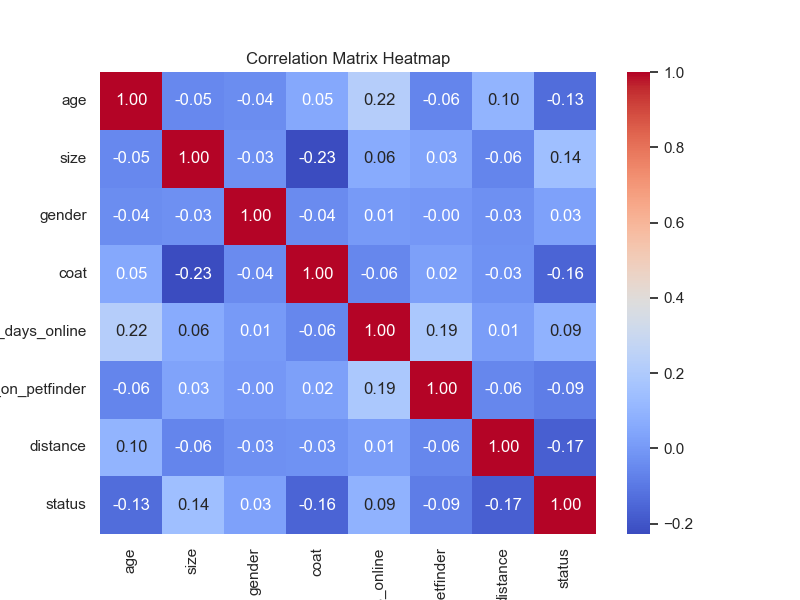 Correlation Matrix Heatmap
age 1.00 -0.05 -0.04 0.05 0.22 -0.06 0.10 -0.13
size -0.05 1.00 -0.03 -0.23 0.06 0.03 -0.06 0.14
gender -0.04 -0.03 1.00 -0.04 0.01 -0.00 -0.03 0.03
coat 0.05 -0.23 -0.04 1.00 -0.06 0.02 -0.03 -0.16
_days_online 0.22 0.06 0.01 -0.06 1.00 0.19 0.01 0.09
_on_petfinder -0.06 0.03 -0.00 0.02 0.19 1.00 -0.06 -0.09
distance 0.10 -0.06 -0.03 -0.03 0.01 -0.06 1.00 -0.17
status -0.13 0.14 0.03 -0.16 0.09 -0.09 -0.17 1.00
age
size
gender
coat
_online
etfinder
distance
status
1.0
0.8
0.6
0.4
0.2
0.0
−0.2